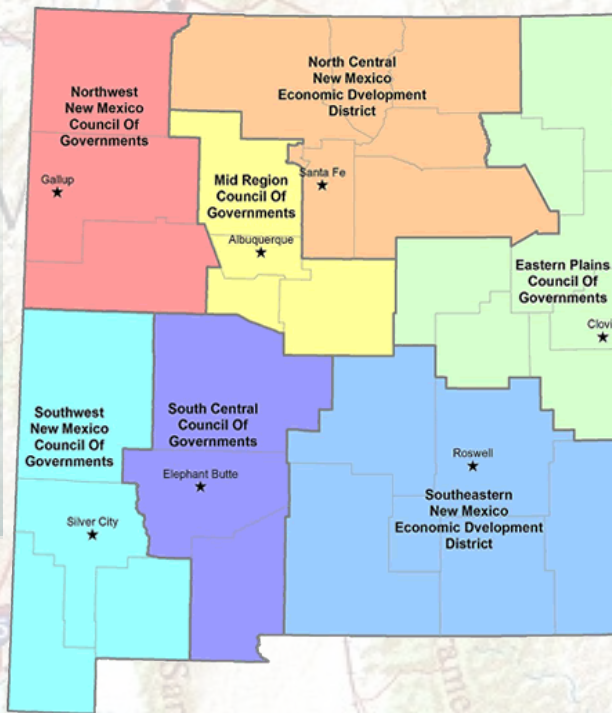 North Central
New Mexico
Economic Dvelopment
District
Northwest
New Mexico
Council Of
Governments
Gallup
Santa Fe
Mid Region
Council Of
Governments
Albuquerque
Eastern Plains
Council Of
Governments
Clovi
Southwest
New Mexico
Council Of
Governments
South Central
Council Of
Governments
Elephant Butte
Silver City
Roswell
Southeastern
New Mexico
Economic Dvelopment
District